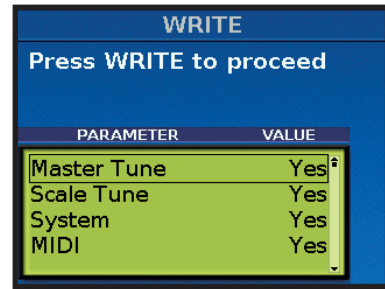 WRITE
Press WRITE to proceed
PARAMETER VALUE
Master Tune Yes
Scale Tune Yes
System Yes
MIDI Yes